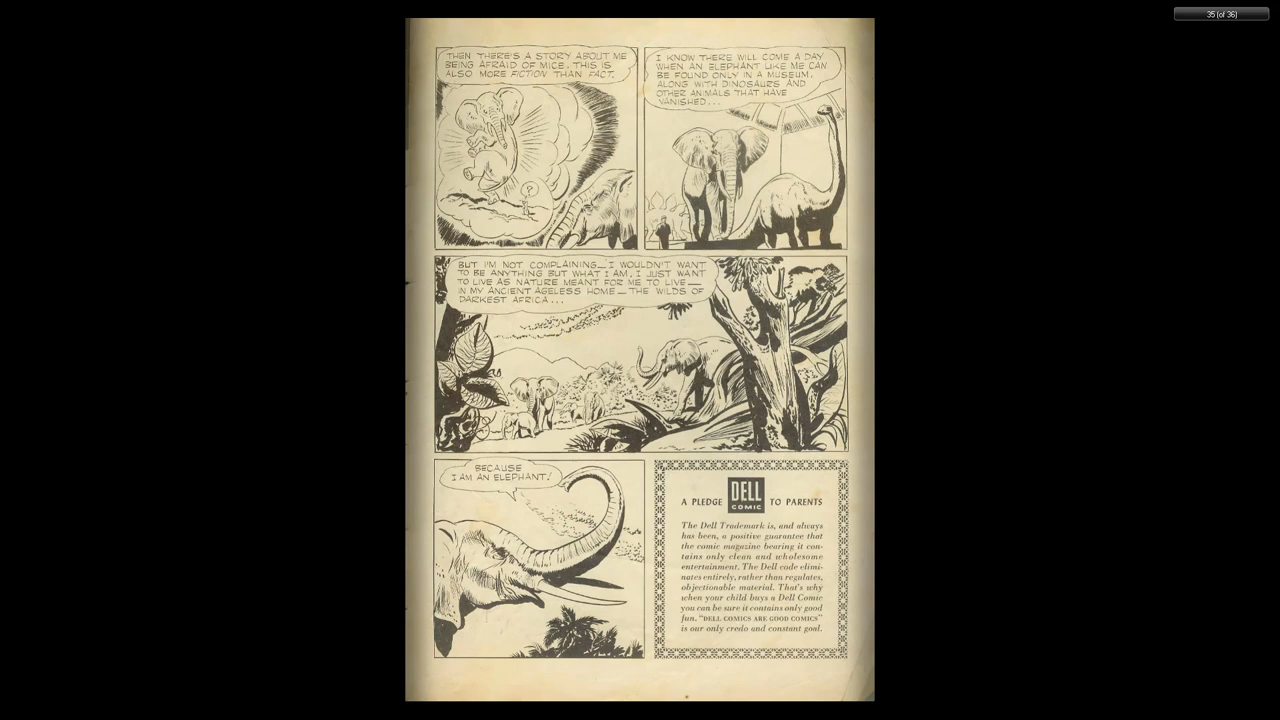 35 (of 36)
THEN THERE'S A STORY ABOUT ME
BEING AFRAID OF MICE. THIS IS
ALSO MORE FICTION THAN FACT.
?
I KNOW THERE WILL COME A DAY
WHEN AN ELEPHANT LIKE ME CAN
BE FOUND ONLY IN A MUSEUM,
ALONG WITH DINOSAURS AND
OTHER ANIMALS THAT HAVE
VANISHED...
BUT I'M NOT COMPLAINING— I WOULDN'T WANT
TO BE ANYTHING BUT WHAT I AM. I JUST WANT
TO LIVE AS NATURE MEANT FOR ME TO LIVE—
IN MY ANCIENT AGELESS HOME — THE WILDS OF
DARKEST AFRICA...
BECAUSE
I AM AN ELEPHANT!
A PLEDGE DELL COMIC TO PARENTS
The Dell Trademark is, and always
has been, a positive guarantee that
the comic magazine bearing it con-
tains only clean and wholesome
entertainment. The Dell code elimi-
nates entirely, rather than regulates,
objectionable material. That's why
when your child buys a Dell Comic
you can be sure it contains only good
fun. "DELL COMICS ARE GOOD COMICS"
is our only credo and constant goal.